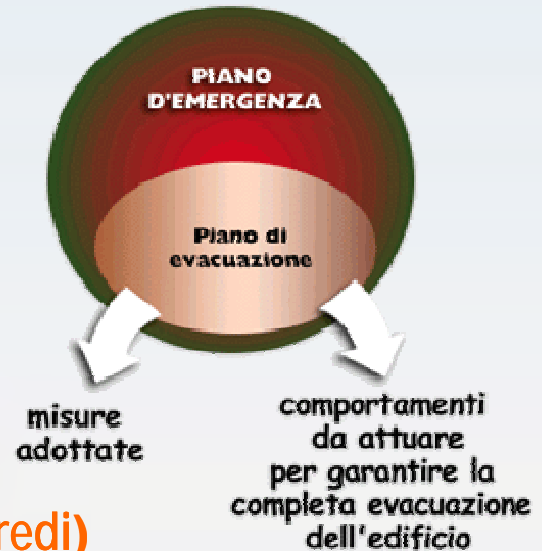 PIANO
D'EMERGENZA
Piano di
evacuazione
misure
adottate
comportamenti
da attuare
per garantire la
completa evacuazione
dell'edificio
redi)